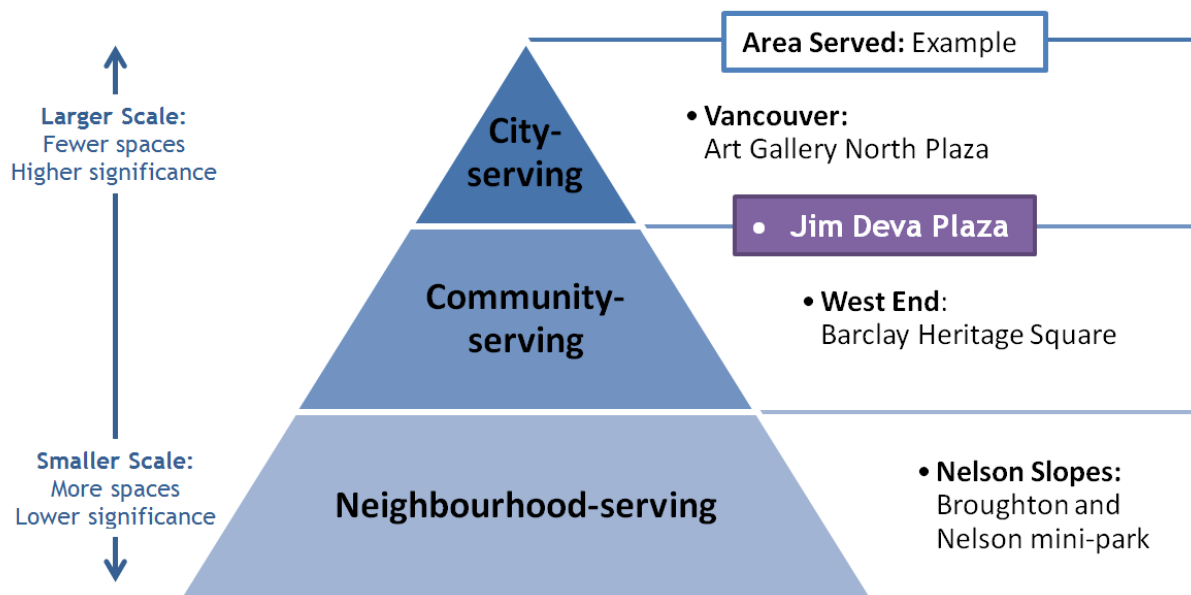 Area Served: Example
Larger Scale:
Fewer spaces
Higher significance
City-
serving
• Vancouver:
Art Gallery North Plaza
• Jim Deva Plaza
Community-
serving
• West End:
Barclay Heritage Square
Smaller Scale:
More spaces
Lower significance
Neighbourhood-serving
• Nelson Slopes:
Broughton and
Nelson mini-park